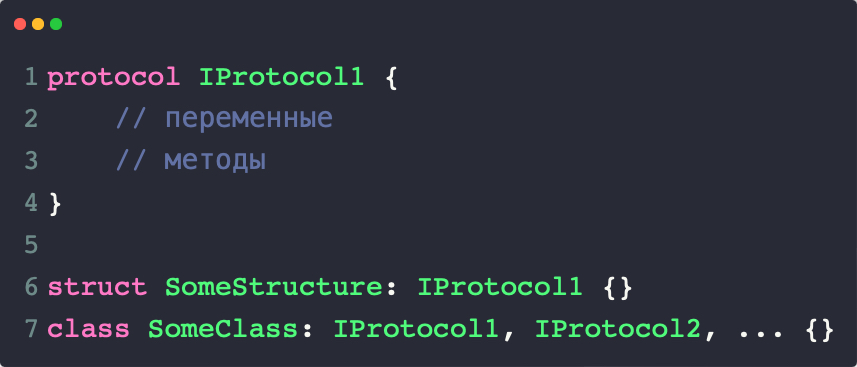 1 protocol IProtocol1 {
2     // переменные
3     // методы
4 }
5
6 struct SomeStructure: IProtocol1 {}
7 class SomeClass: IProtocol1, IProtocol2, ... {}